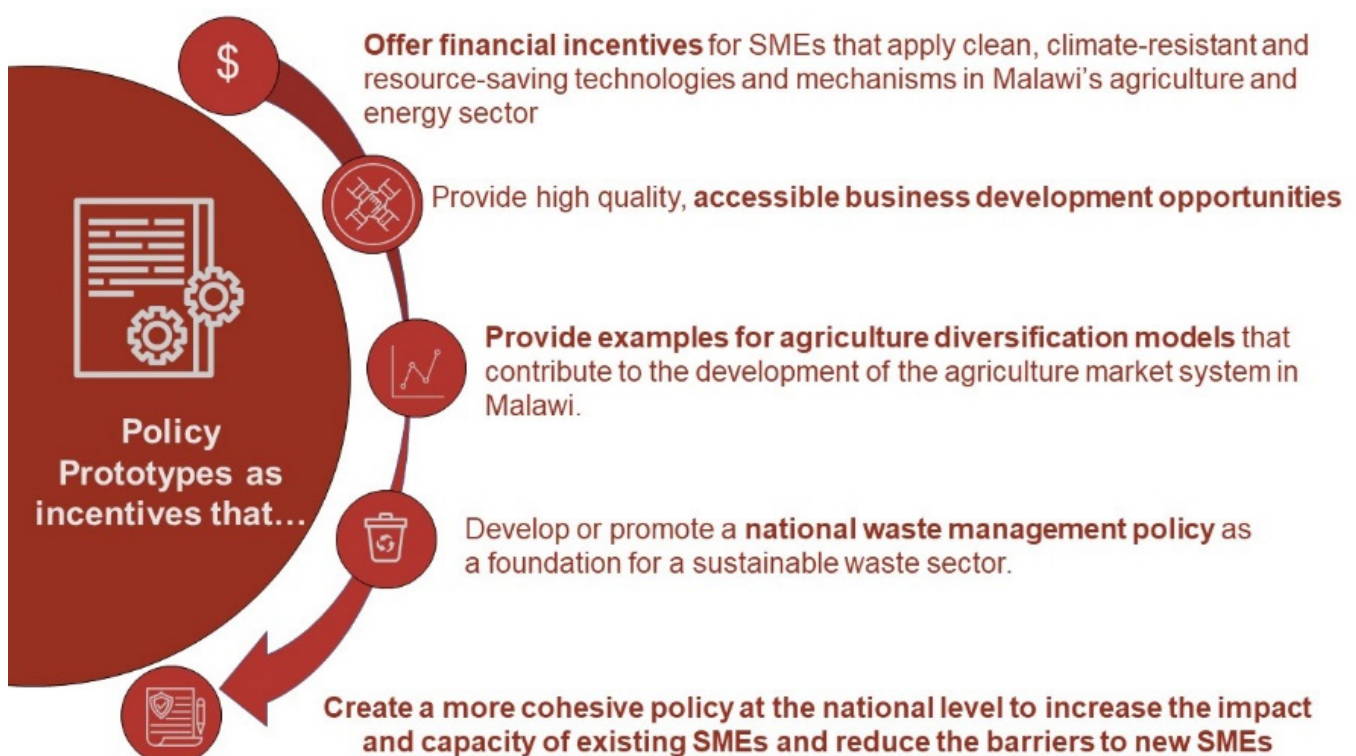 $
Offer financial incentives for SMEs that apply clean, climate-resistant and
resource-saving technologies and mechanisms in Malawi's agriculture and
energy sector
Provide high quality, accessible business development opportunities
Provide examples for agriculture diversification models that
contribute to the development of the agriculture market system in
Malawi.
Policy
Prototypes as
incentives that...
Develop or promote a national waste management policy as
a foundation for a sustainable waste sector.
Create a more cohesive policy at the national level to increase the impact
and capacity of existing SMEs and reduce the barriers to new SMEs